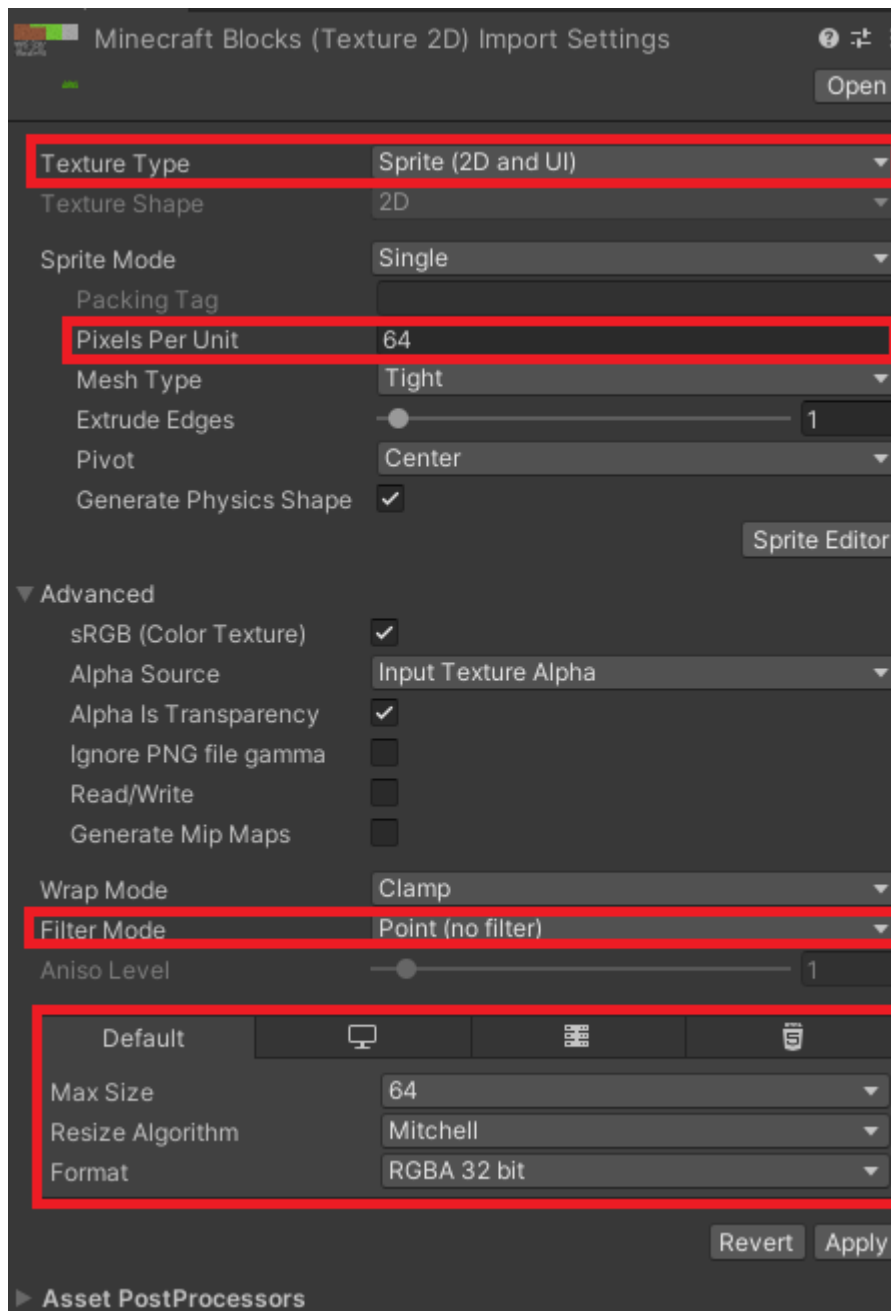 Minecraft Blocks (Texture 2D) Import Settings
Open
Texture Type Sprite (2D and UI)
Texture Shape 2D
Sprite Mode Single
Packing Tag
Pixels Per Unit 64
Mesh Type Tight
Extrude Edges 1
Pivot Center
Generate Physics Shape
Sprite Editor
Advanced
sRGB (Color Texture)
Alpha Source Input Texture Alpha
Alpha Is Transparency
Ignore PNG file gamma
Read/Write
Generate Mip Maps
Wrap Mode Clamp
Filter Mode Point (no filter)
Aniso Level 1
Default
Max Size 64
Resize Algorithm Mitchell
Format RGBA 32 bit
Revert Apply
Asset PostProcessors